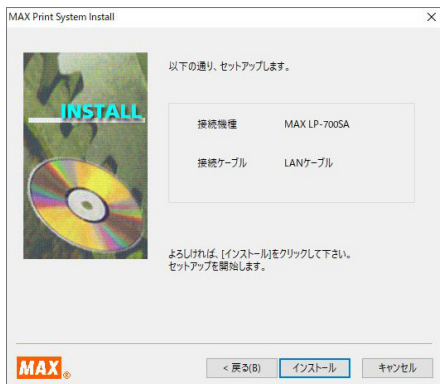 MAX Print System Install
INSTALL
以下の通り、セットアップします。
接続機種 MAX LP-700SA
接続ケーブル LANケーブル
よろしければ、[インストール]をクリックして下さい。
セットアップを開始します。
MAX®
< 戻る(B) インストール キャンセル